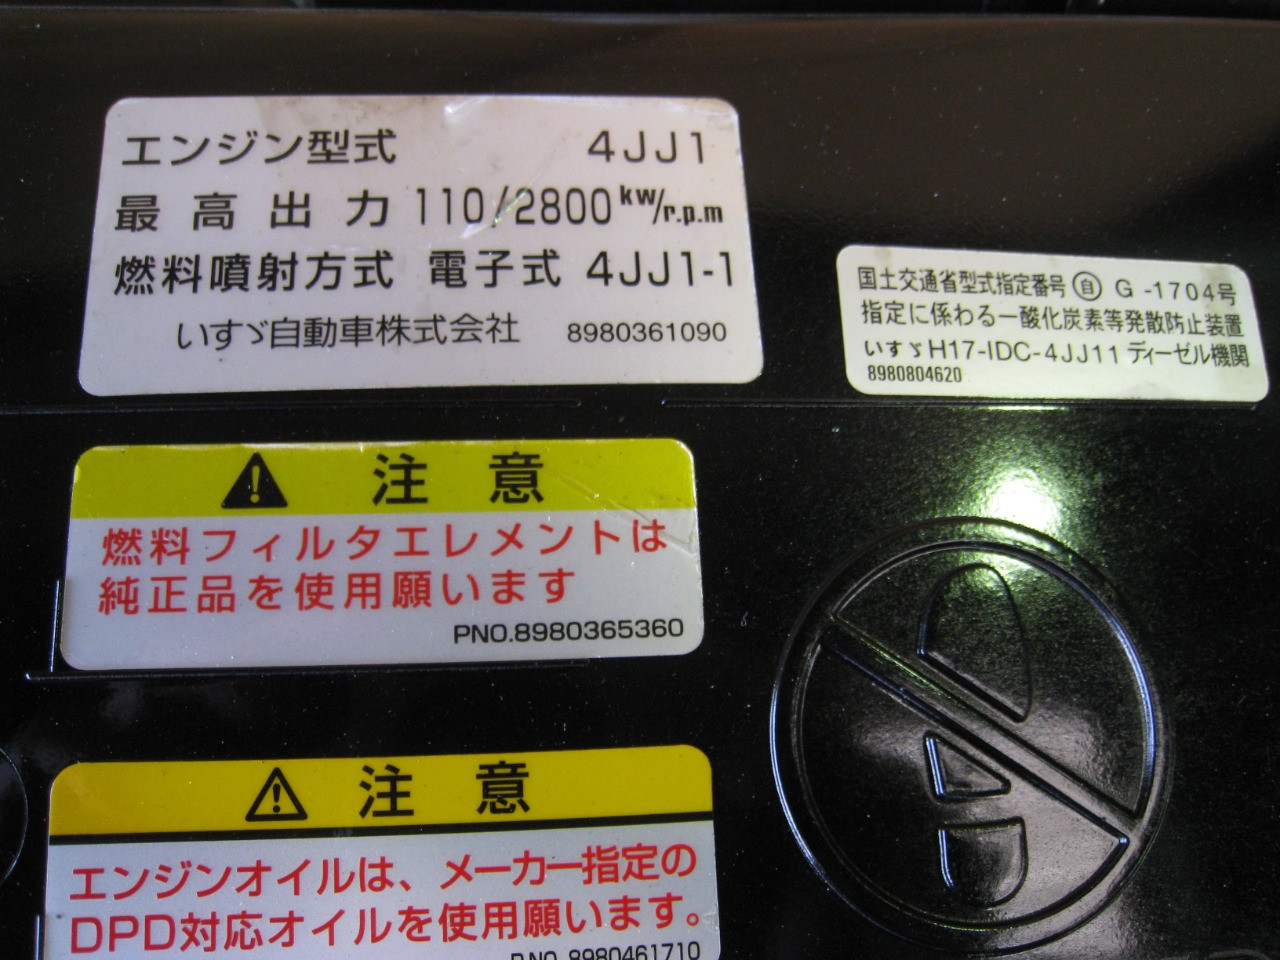 エンジン型式 4JJ1
最高出力 110/2800 kw/r.p.m
燃料噴射方式 電子式 4JJ1-1
いすゞ自動車株式会社 8980361090
国土交通省型式指定番号 自 G-1704号
指定に係わる一酸化炭素等発散防止装置
いすゞH17-IDC-4JJ11 ディーゼル機関
8980804620
注意
燃料フィルタエレメントは
純正品を使用願います
PNO.8980365360
注意
エンジンオイルは、メーカー指定の
DPD対応オイルを使用願います。
P.NO. 8980461710